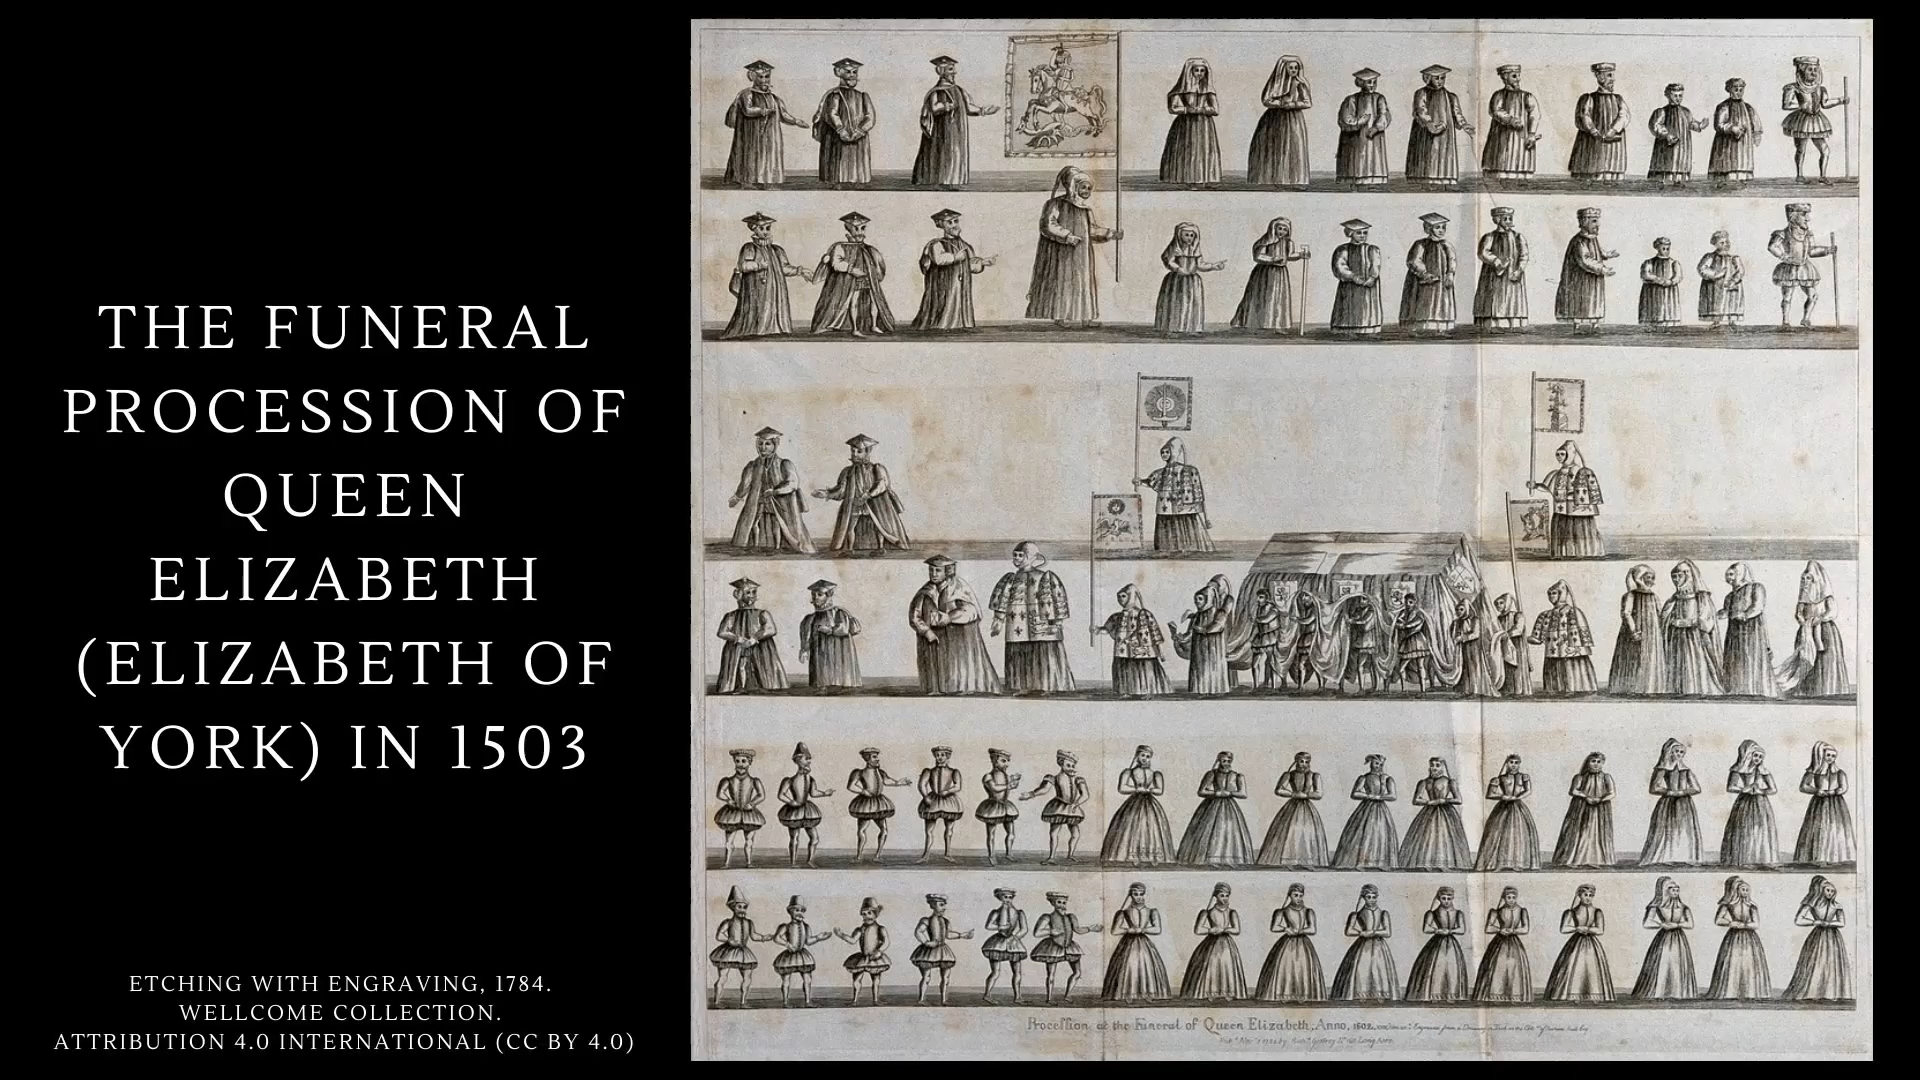 THE FUNERAL
PROCESSION OF
QUEEN
ELIZABETH
(ELIZABETH OF
YORK) IN 1503
ETCHING WITH ENGRAVING, 1784.
WELLCOME COLLECTION.
ATTRIBUTION 4.0 INTERNATIONAL (CC BY 4.0)
Procession at the Funeral of Queen Elizabeth, Anno, 1602,